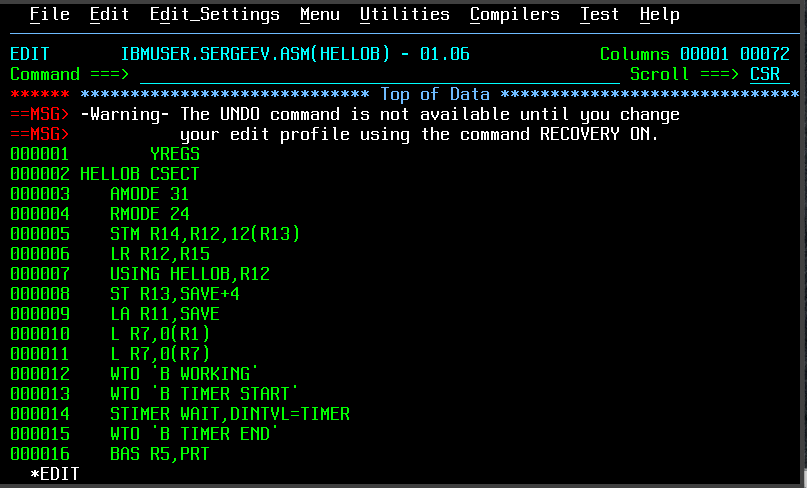 File  Edit  Edit_Settings  Menu  Utilities  Compilers  Test  Help
EDIT       IBMUSER.SERGEEV.ASM(HELLOB) - 01.06             Columns 00001 00072
Command ===>                                                  Scroll ===> CSR
****** ***************************** Top of Data ******************************
==MSG> -Warning- The UNDO command is not available until you change
==MSG>           your edit profile using the command RECOVERY ON.
000001        YREGS
000002 HELLOB CSECT
000003    AMODE 31
000004    RMODE 24
000005    STM R14,R12,12(R13)
000006    LR R12,R15
000007    USING HELLOB,R12
000008    ST R13,SAVE+4
000009    LA R11,SAVE
000010    L R7,0(R1)
000011    L R7,0(R7)
000012    WTO 'B WORKING'
000013    WTO 'B TIMER START'
000014    STIMER WAIT,DINTVL=TIMER
000015    WTO 'B TIMER END'
000016    BAS R5,PRT
*EDIT